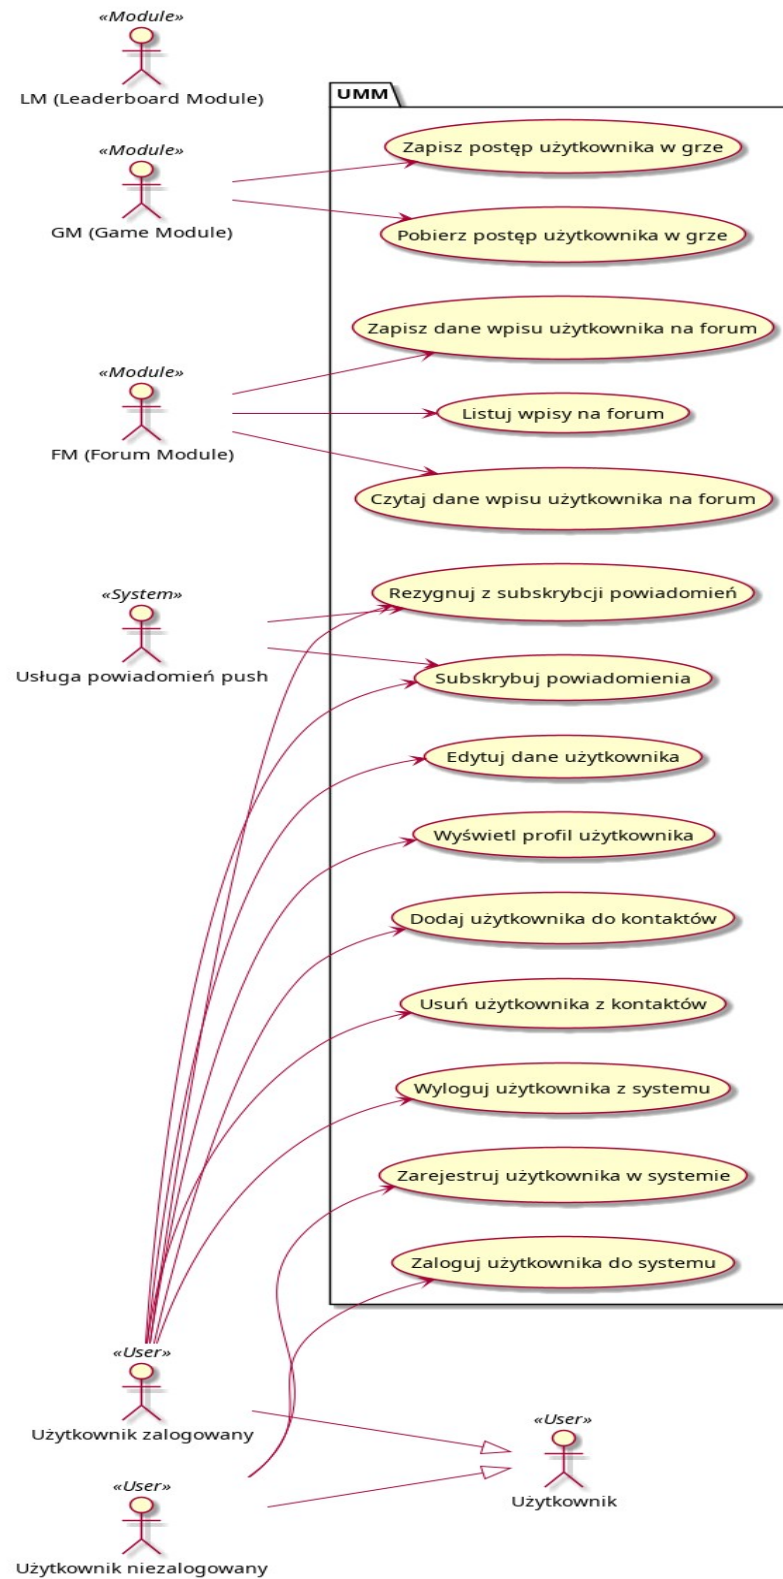 «Module»
LM (Leaderboard Module)
UMM
«Module»
GM (Game Module)
Zapisz postęp użytkownika w grze
Pobierz postęp użytkownika w grze
Zapisz dane wpisu użytkownika na forum
«Module»
FM (Forum Module)
Listuj wpisy na forum
Czytaj dane wpisu użytkownika na forum
«System»
Usługa powiadomień push
Rezygnuj z subskrybcji powiadomień
Subskrybuj powiadomienia
Edytuj dane użytkownika
Wyświetl profil użytkownika
Dodaj użytkownika do kontaktów
Usuń użytkownika z kontaktów
Wyloguj użytkownika z systemu
Zarejestruj użytkownika w systemie
Zaloguj użytkownika do systemu
«User»
Użytkownik zalogowany
«User»
Użytkownik
«User»
Użytkownik niezalogowany